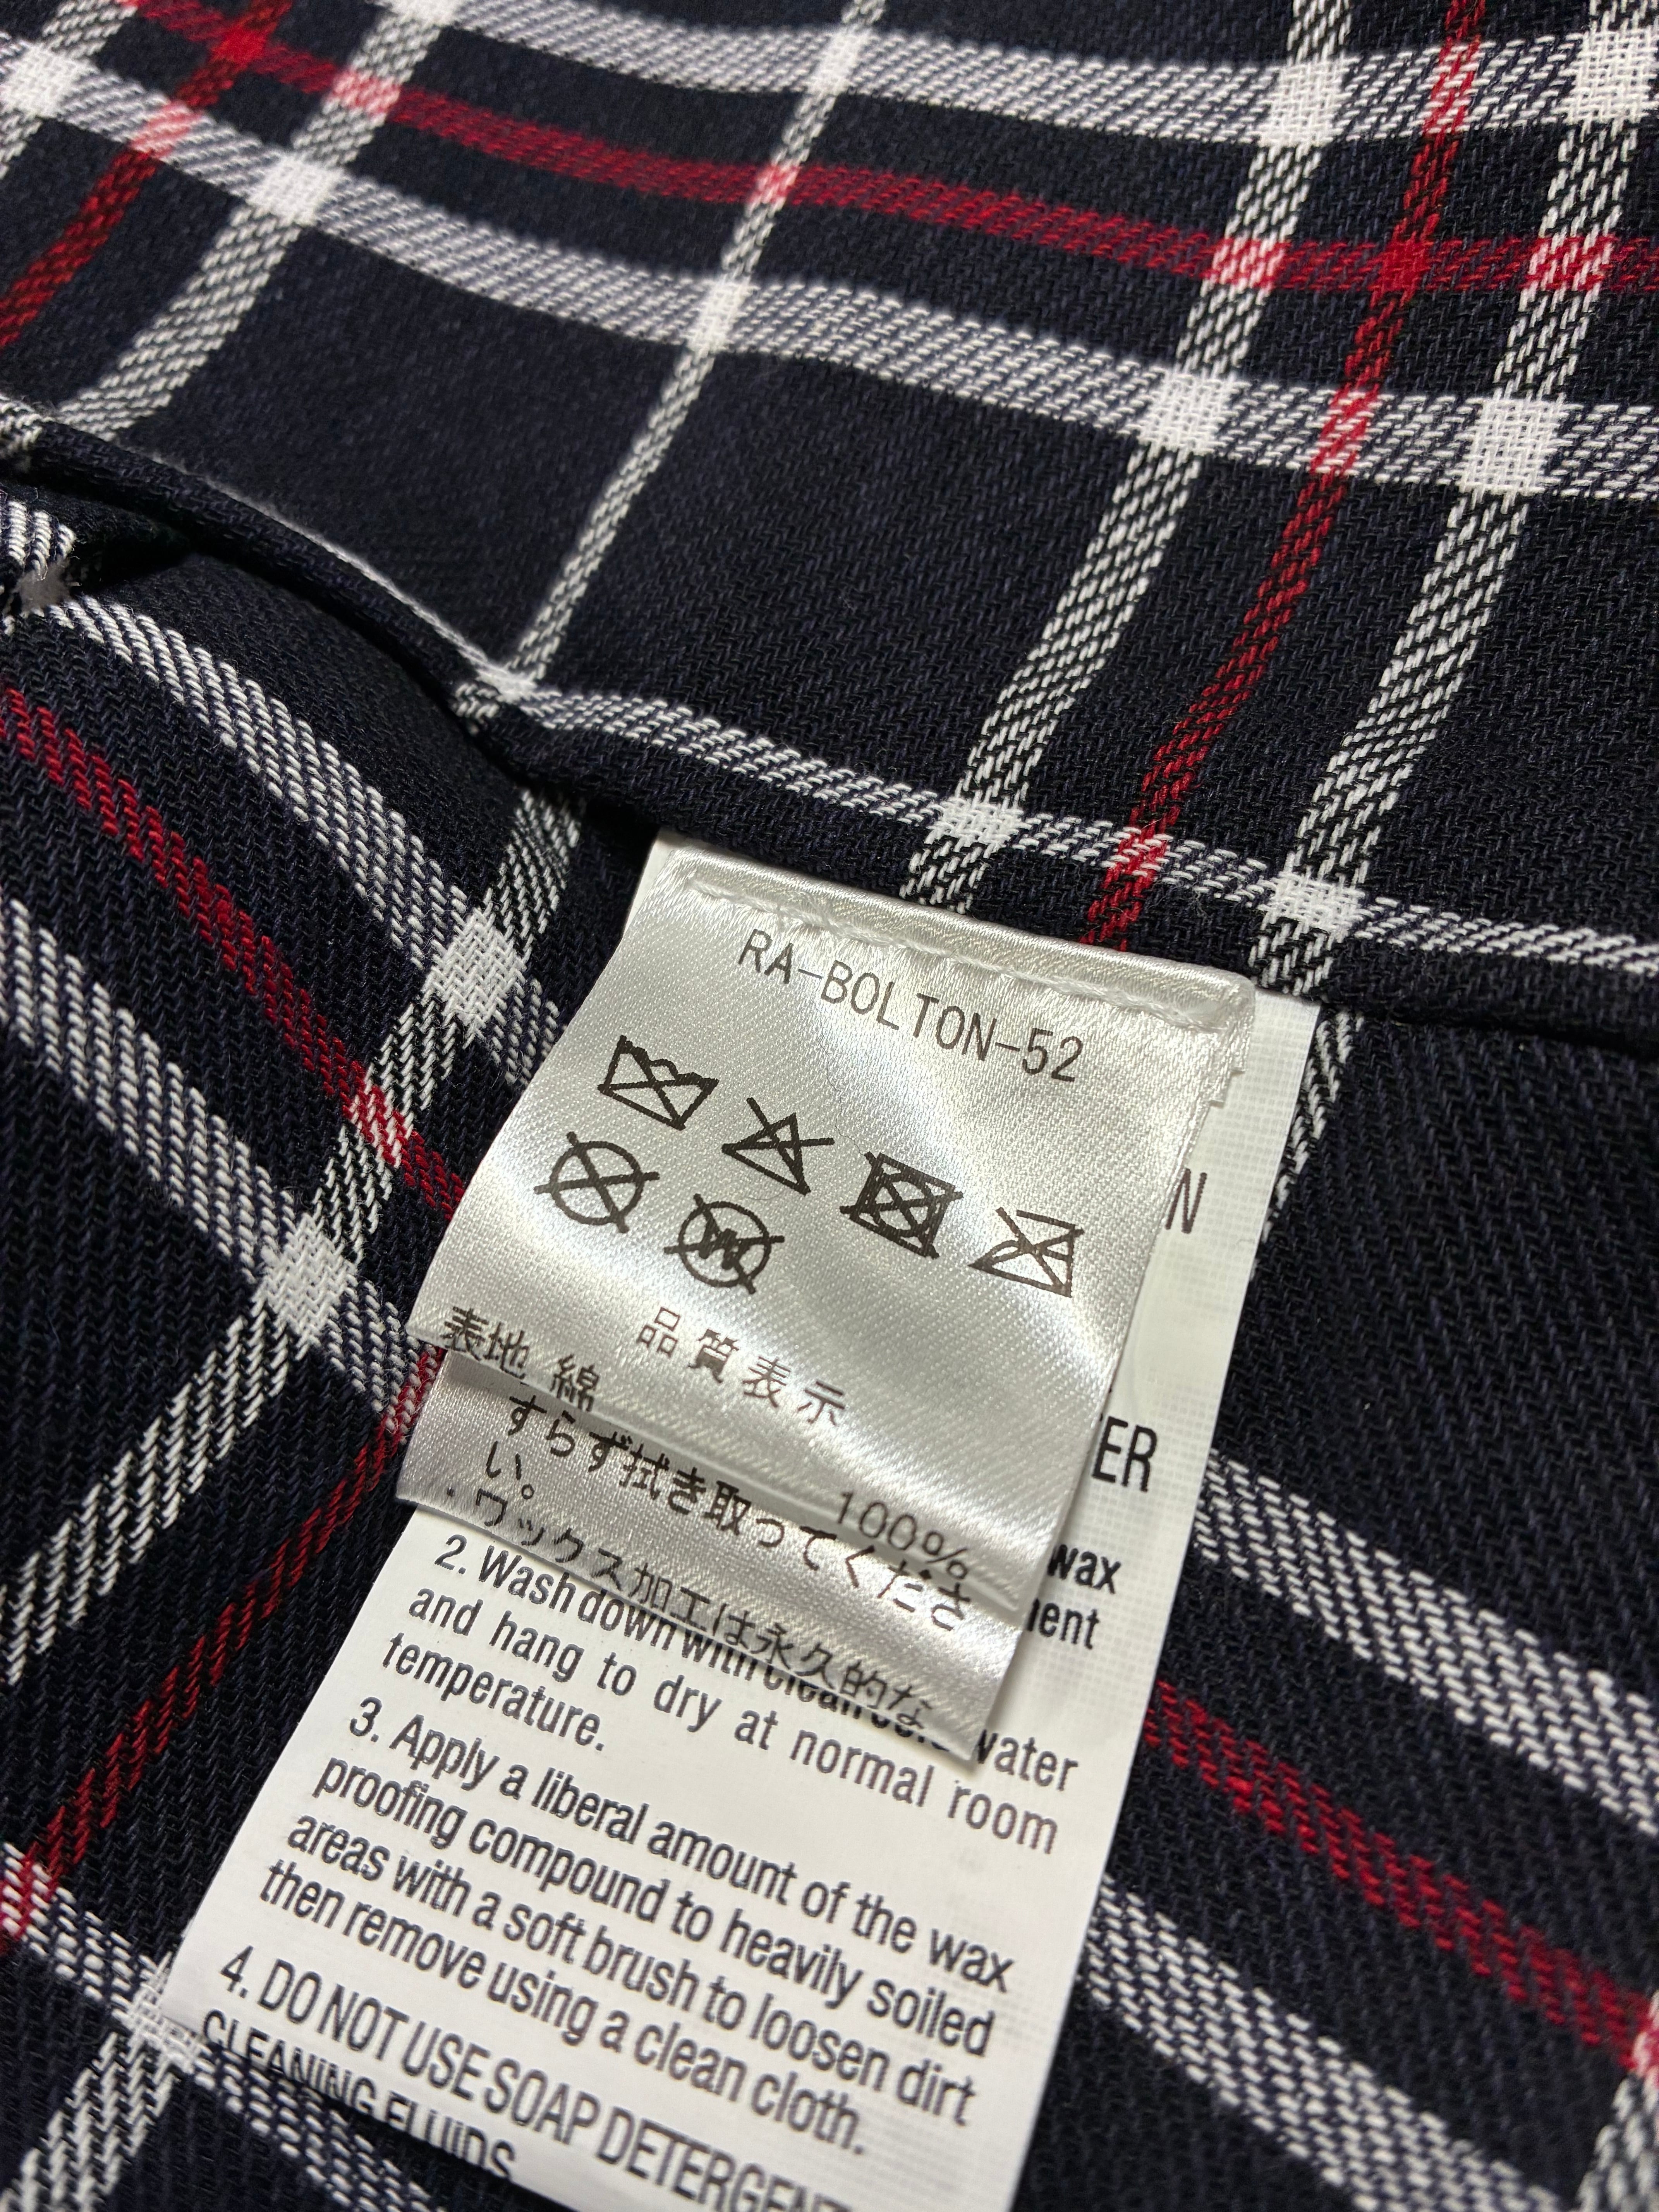 RA-BOLTON-52
品質表示
表地 綿 100%
すらず拭き取ってくださ
い。
・ワックス加工は永久的な
N
ER
wax
ment
2. Wash down with clean cold water
and hang to dry at normal room
temperature.
3. Apply a liberal amount of the wax
proofing compound to heavily soiled
areas with a soft brush to loosen dirt
then remove using a clean cloth.
4. DO NOT USE SOAP DETERGENT
CLEANING FLUIDS